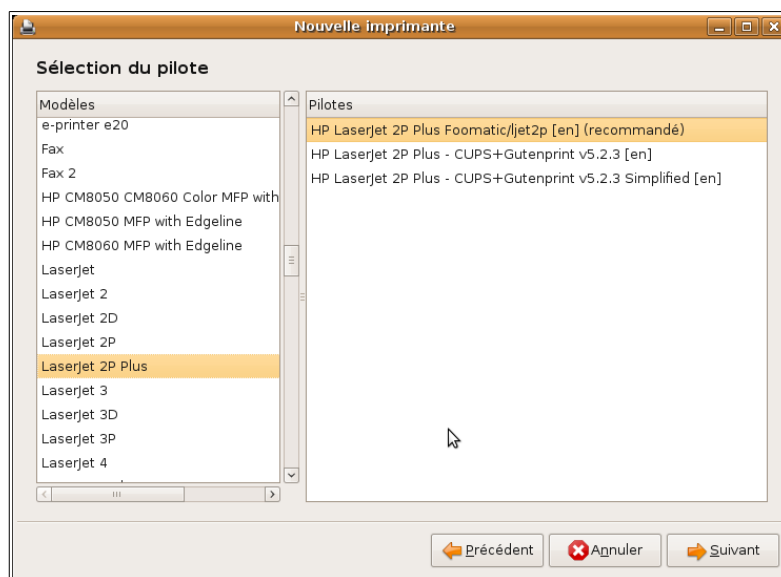 Nouvelle imprimante
Sélection du pilote
Modèles
e-printer e20
Fax
Fax 2
HP CM8050 CM8060 Color MFP with
HP CM8050 MFP with Edgeline
HP CM8060 MFP with Edgeline
LaserJet
LaserJet 2
LaserJet 2D
LaserJet 2P
LaserJet 2P Plus
LaserJet 3
LaserJet 3D
LaserJet 3P
LaserJet 4
Pilotes
HP LaserJet 2P Plus Foomatic/ljet2p [en] (recommandé)
HP LaserJet 2P Plus - CUPS+Gutenprint v5.2.3 [en]
HP LaserJet 2P Plus - CUPS+Gutenprint v5.2.3 Simplified [en]
Précédent
Annuler
Suivant